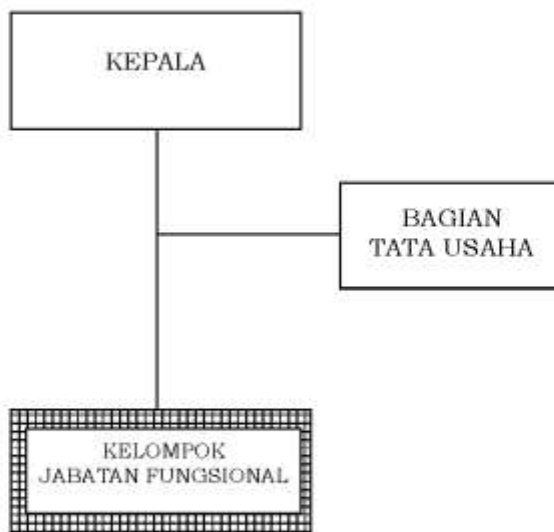 KEPALA
BAGIAN
TATA USAHA
KELOMPOK
JABATAN FUNGSIONAL